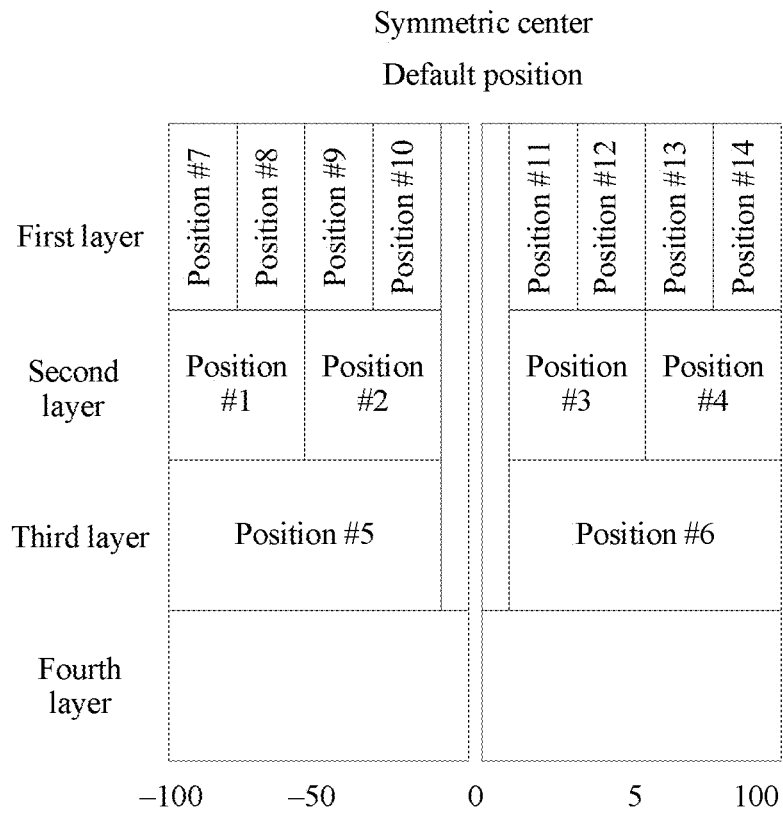 Symmetric center
Default position
First layer
Position #7
Position #8
Position #9
Position #10
Position #11
Position #12
Position #13
Position #14
Second
layer
Position
#1
Position
#2
Position
#3
Position
#4
Third layer
Position #5
Position #6
Fourth
layer
–100
–50
0
5
100